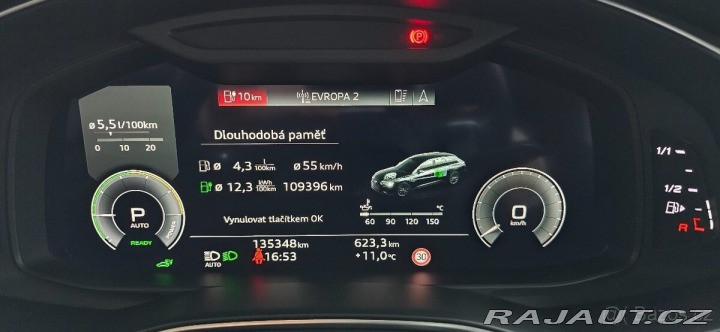 (P)
10 km
EVROPA 2
ø 5,5 l/100km
0 10 20
Dlouhodobá paměť
ø 4,3 l/100km ø 55 km/h
ø 12,3 kWh/100km 109396 km
Vynulovat tlačítkem OK
60 90 120 150 °C
P
AUTO
READY
0
km/h
1/1
1/2
R
135348 km 623,3 km
AUTO 16:53 +11,0 °C 30
RAJAUT.CZ